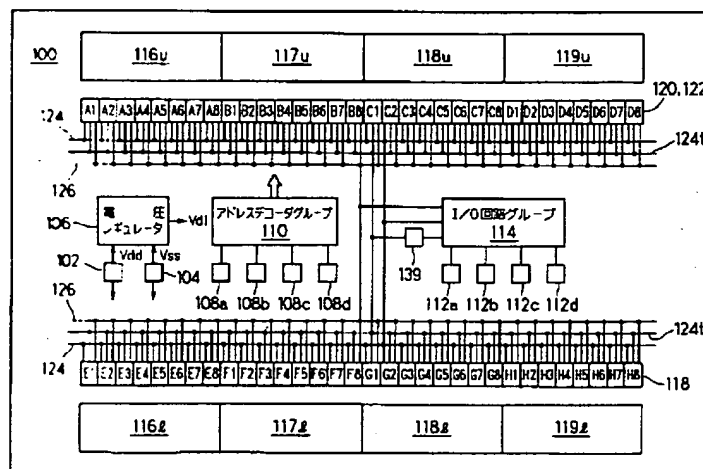 100
116u 117u 118u 119u
A1 A2 A3 A4 A5 A6 A7 A8 B1 B2 B3 B4 B5 B6 B7 B8 C1 C2 C3 C4 C5 C6 C7 C8 D1 D2 D3 D4 D5 D6 D7 D8
120,122
124
124t
126
電圧
レギュレータ
106
Vdl
アドレスデコーダグループ
110
I/O回路グループ
114
Vdd Vss
102 104
139
108a 108b 108c 108d
112a 112b 112c 112d
126
124t
124
E1 E2 E3 E4 E5 E6 E7 E8 F1 F2 F3 F4 F5 F6 F7 F8 G1 G2 G3 G4 G5 G6 G7 G8 H1 H2 H3 H4 H5 H6 H7 H8
118
116ℓ 117ℓ 118ℓ 119ℓ